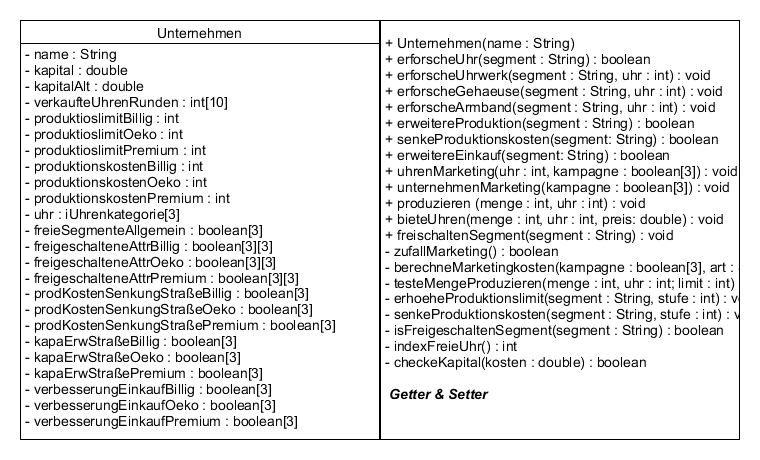 Unternehmen
- name : String
- kapital : double
- kapitalAlt : double
- verkaufteUhrenRunden : int[10]
- produktioslimitBillig : int
- produktioslimitOeko : int
- produktioslimitPremium : int
- produktionskostenBillig : int
- produktionskostenOeko : int
- produktionskostenPremium : int
- uhr : iUhrenkategorie[3]
- freieSegmenteAllgemein : boolean[3]
- freigeschalteneAttrBillig : boolean[3][3]
- freigeschalteneAttrOeko : boolean[3][3]
- freigeschalteneAttrPremium : boolean[3][3]
- prodKostenSenkungStraßeBillig : boolean[3]
- prodKostenSenkungStraßeOeko : boolean[3]
- prodKostenSenkungStraßePremium : boolean[3]
- kapaErwStraßeBillig : boolean[3]
- kapaErwStraßeOeko : boolean[3]
- kapaErwStraßePremium : boolean[3]
- verbesserungEinkaufBillig : boolean[3]
- verbesserungEinkaufOeko : boolean[3]
- verbesserungEinkaufPremium : boolean[3]
+ Unternehmen(name : String)
+ erforscheUhr(segment : String) : boolean
+ erforscheUhrwerk(segment : String, uhr : int) : void
+ erforscheGehaeuse(segment : String, uhr : int) : void
+ erforscheArmband(segment : String, uhr : int) : void
+ erweitereProduktion(segment : String) : boolean
+ senkeProduktionskosten(segment: String) : boolean
+ erweitereEinkauf(segment: String) : boolean
+ uhrenMarketing(uhr : int, kampagne : boolean[3]) : void
+ unternehmenMarketing(kampagne : boolean[3]) : void
+ produzieren (menge : int, uhr : int) : void
+ bieteUhren(menge : int, uhr : int, preis: double) : void
+ freischaltenSegment(segment : String) : void
- zufallMarketing() : boolean
- berechneMarketingkosten(kampagne : boolean[3], art :
- testeMengeProduzieren(menge : int, uhr : int; limit : int)
- erhoeheProduktionslimit(segment : String, stufe : int) :
- senkeProduktionskosten(segment : String, stufe : int) :
- isFreigeschaltenSegment(segment : String) : boolean
- indexFreieUhr() : int
- checkeKapital(kosten : double) : boolean
Getter & Setter